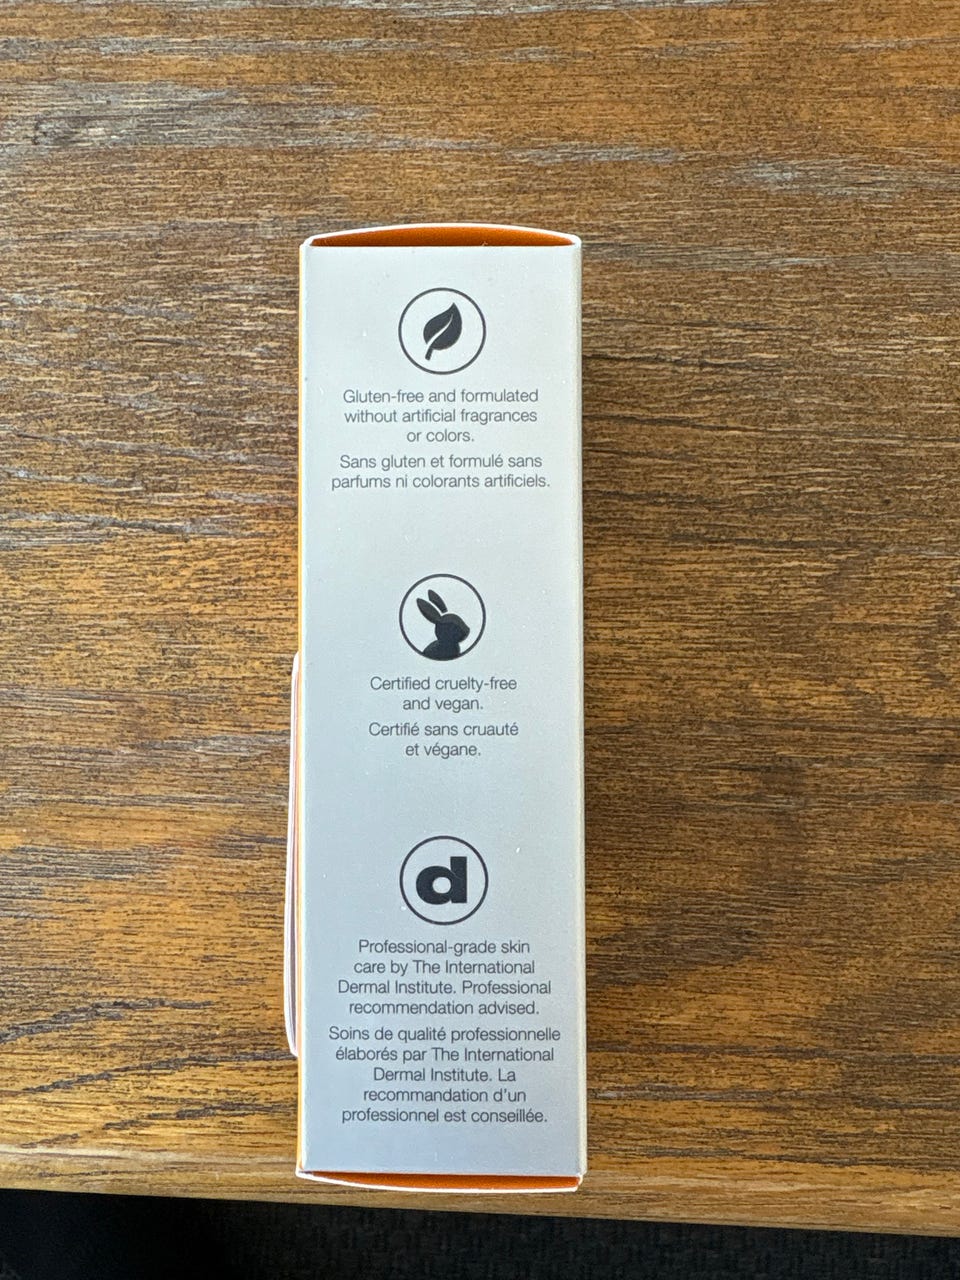 Gluten-free and formulated
without artificial fragrances
or colors.
Sans gluten et formulé sans
parfums ni colorants artificiels.
Certified cruelty-free
and vegan.
Certifié sans cruauté
et végane.
d
Professional-grade skin
care by The International
Dermal Institute. Professional
recommendation advised.
Soins de qualité professionnelle
élaborés par The International
Dermal Institute. La
recommandation d'un
professionnel est conseillée.